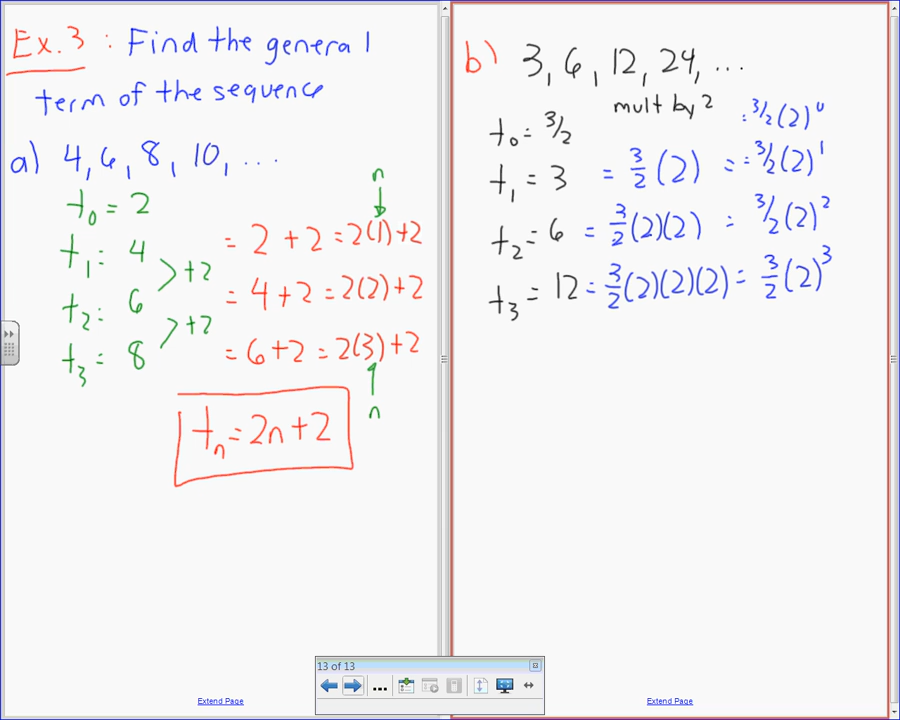 Ex. 3 : Find the general
term of the sequence
a) 4, 6, 8, 10, ...
t₀ = 2
n
t₁ = 4 = 2 + 2 = 2(1) + 2
> +2
t₂ = 6 = 4 + 2 = 2(2) + 2
> +2
t₃ = 8 = 6 + 2 = 2(3) + 2
n
tₙ = 2n + 2
b) 3, 6, 12, 24, ...
mult by 2
t₀ = 3/2 = 3/2 (2)⁰
t₁ = 3 = 3/2 (2) = 3/2 (2)¹
t₂ = 6 = 3/2 (2)(2) = 3/2 (2)²
t₃ = 12 = 3/2 (2)(2)(2) = 3/2 (2)³
13 of 13
Extend Page
Extend Page